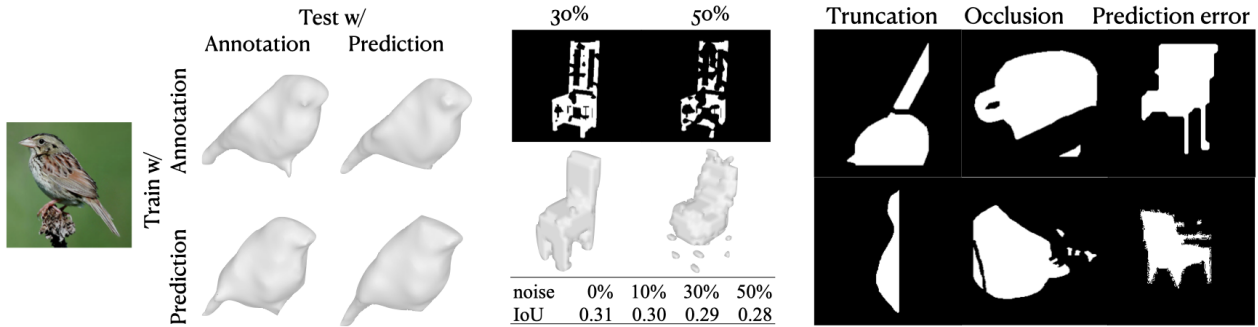 Test w/
Annotation Prediction
Train w/
Annotation
Prediction
30% 50%
noise 0% 10% 30% 50%
IoU 0.31 0.30 0.29 0.28
Truncation Occlusion Prediction error